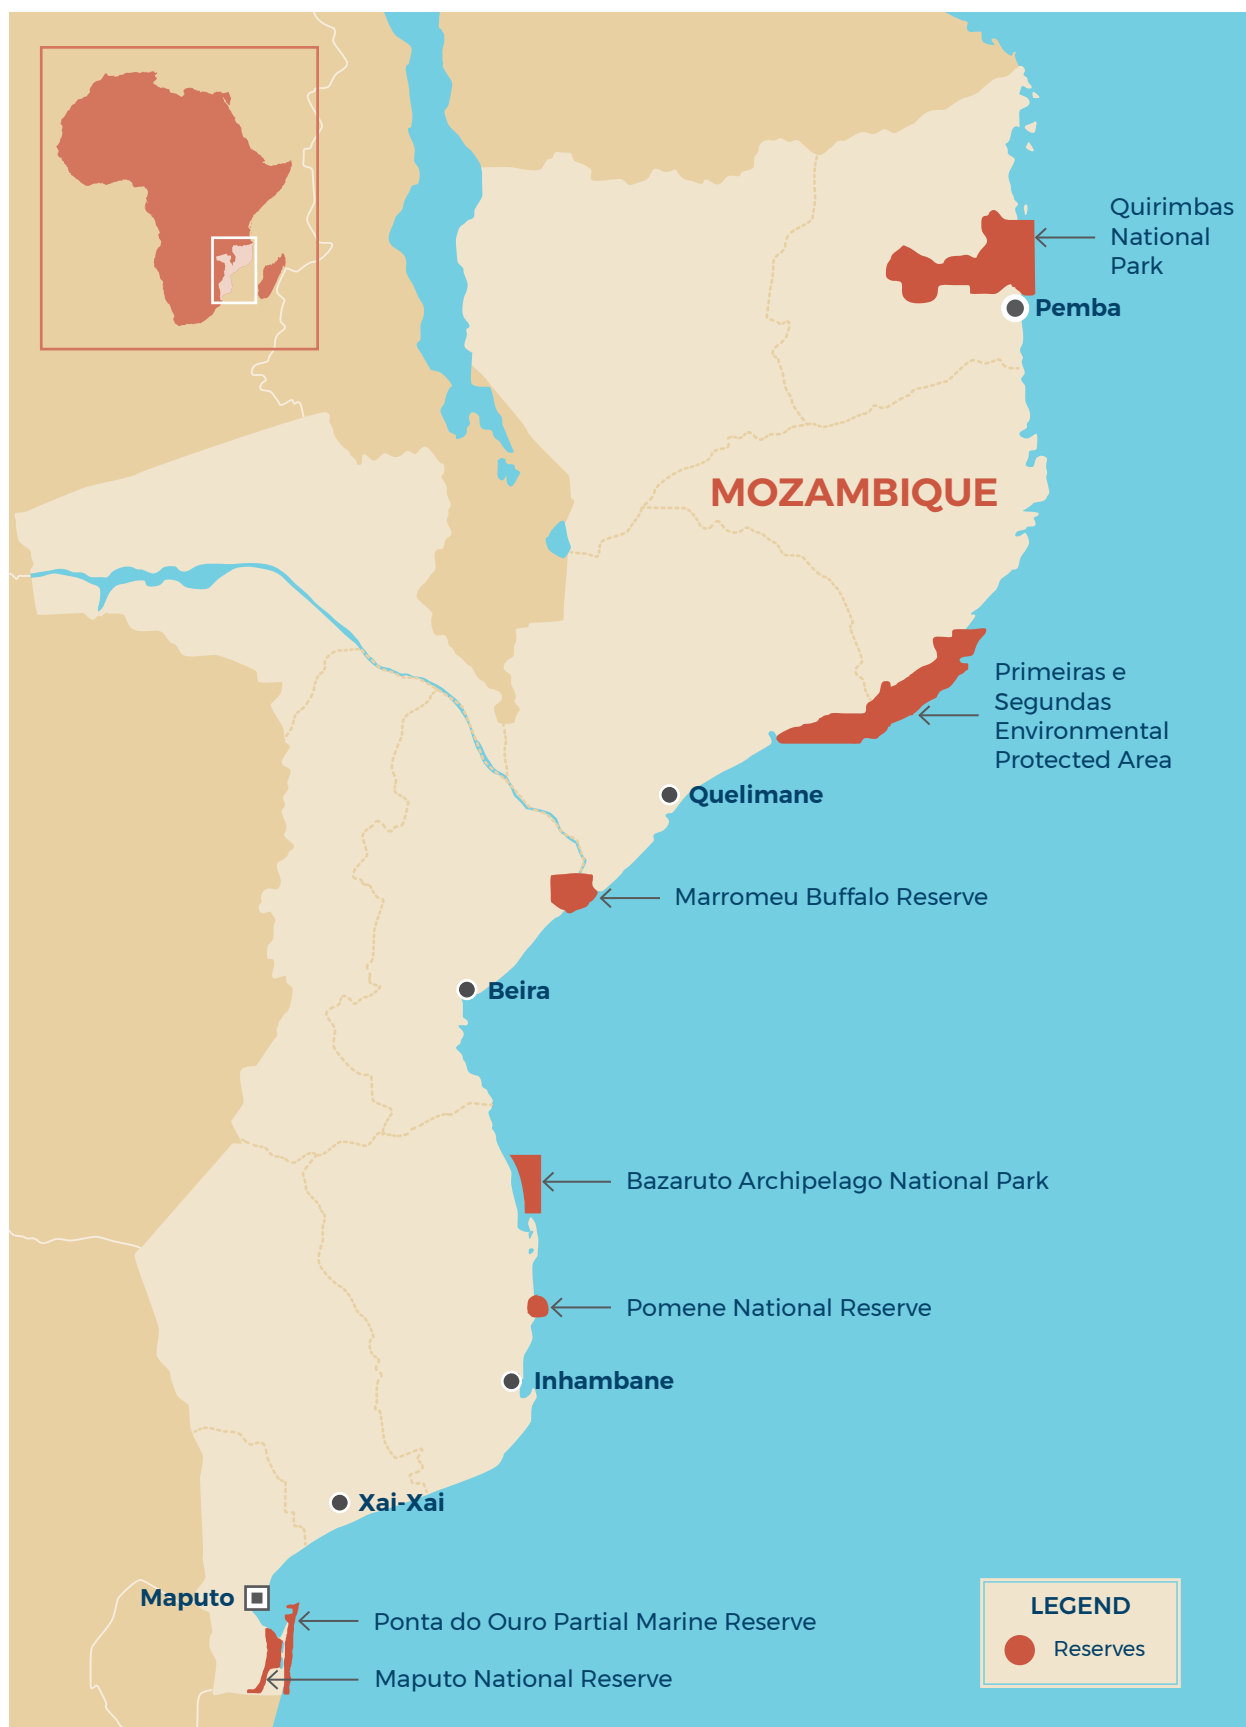 Quirimbas
National
Park
Pemba
MOZAMBIQUE
Primeiras e
Segundas
Environmental
Protected Area
Quelimane
Marromeu Buffalo Reserve
Beira
Bazaruto Archipelago National Park
Pomene National Reserve
Inhambane
Xai-Xai
Maputo
Ponta do Ouro Partial Marine Reserve
Maputo National Reserve
LEGEND
Reserves